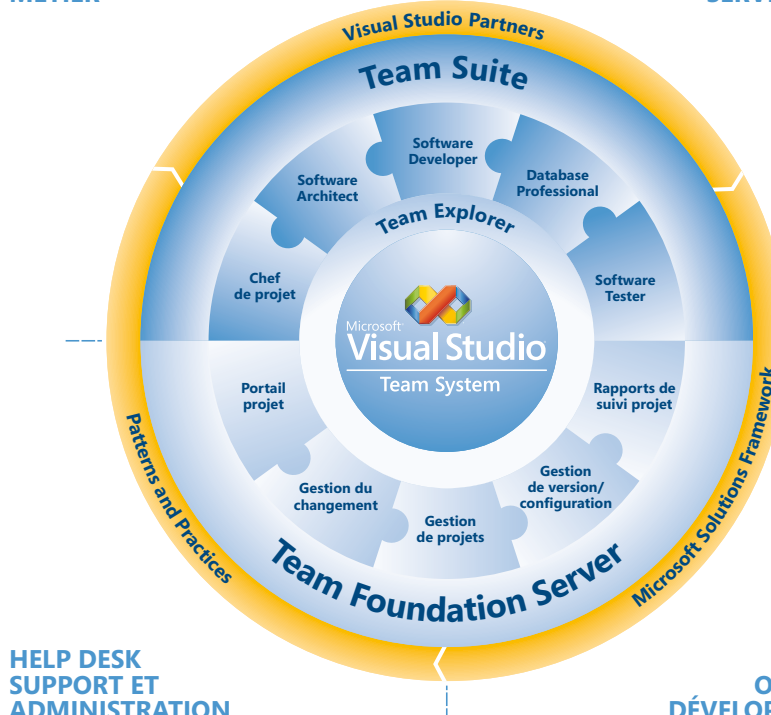 Visual Studio Partners
Team Suite
Software
Developer
Software
Architect
Database
Professional
Team Explorer
Chef
de projet
Software
Tester
Microsoft
Visual Studio
Team System
Portail
projet
Rapports de
suivi projet
Gestion du
changement
Gestion
de projets
Gestion
de version/
configuration
Team Foundation Server
Patterns and Practices
Microsoft Solutions Framework
HELP DESK
SUPPORT ET
ADMINISTRATION